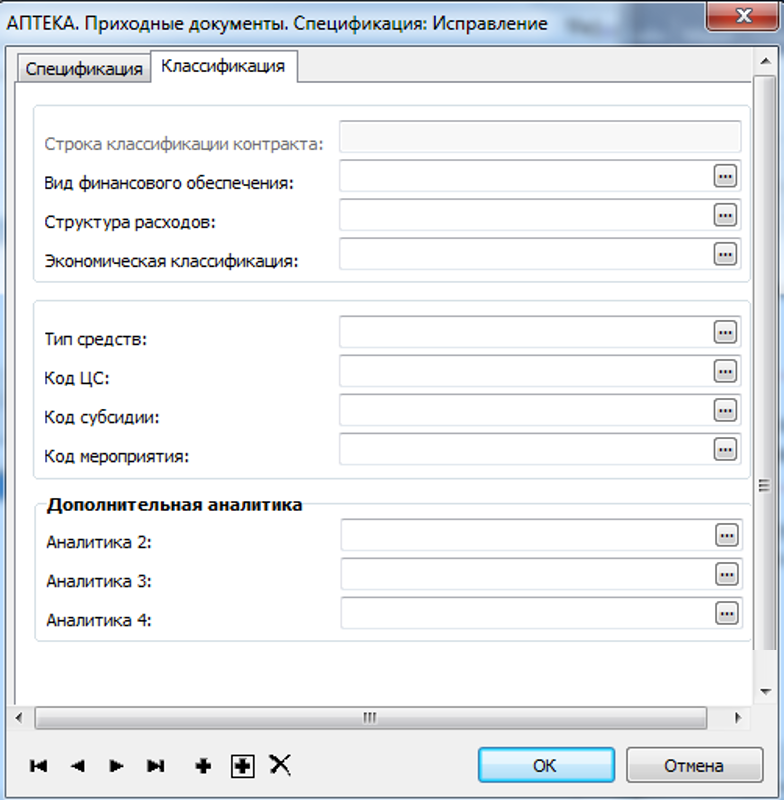 АПТЕКА. Приходные документы. Спецификация: Исправление
Спецификация
Классификация
Строка классификации контракта:
Вид финансового обеспечения:
Структура расходов:
Экономическая классификация:
Тип средств:
Код ЦС:
Код субсидии:
Код мероприятия:
Дополнительная аналитика
Аналитика 2:
Аналитика 3:
Аналитика 4:
ОК
Отмена